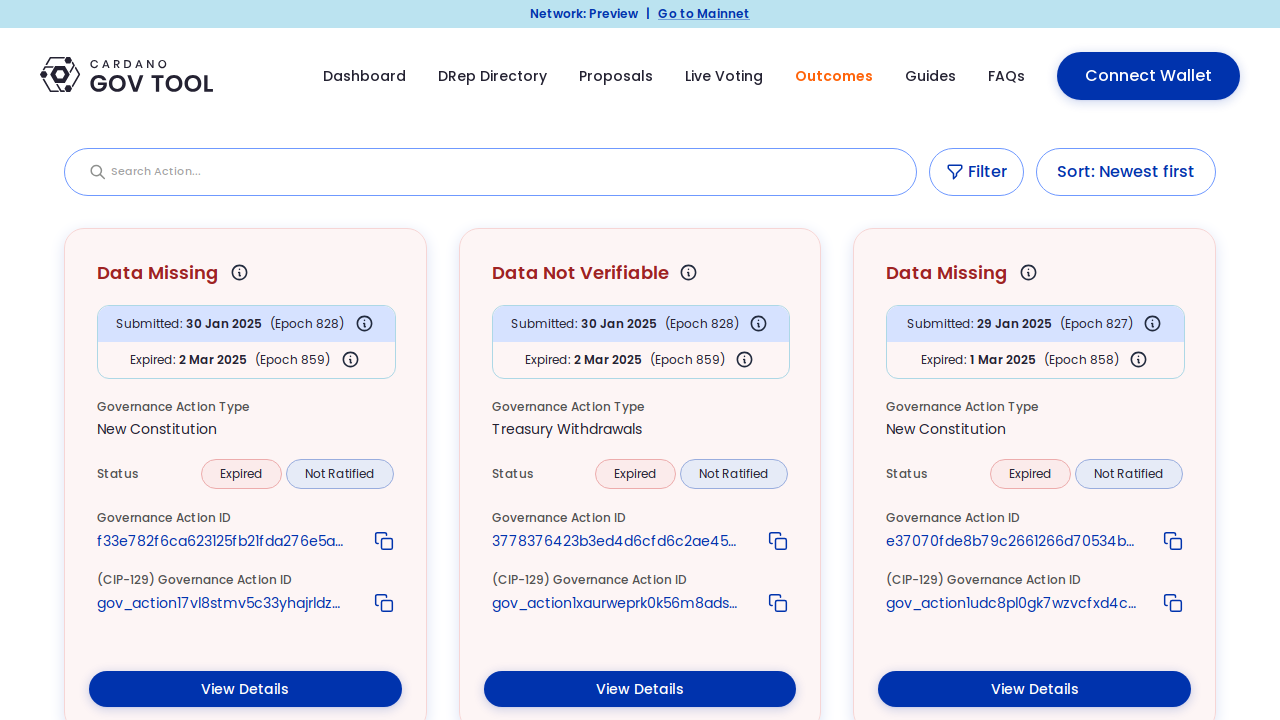 Network: Preview | Go to Mainnet
CARDANO
GOV TOOL
Dashboard DRep Directory Proposals Live Voting Outcomes Guides FAQs Connect Wallet
Search Action... Filter Sort: Newest first
Data Missing
Submitted: 30 Jan 2025 (Epoch 828)
Expired: 2 Mar 2025 (Epoch 859)
Governance Action Type
New Constitution
Status Expired Not Ratified
Governance Action ID
f33e782f6ca623125fb21fda276e5a...
(CIP-129) Governance Action ID
gov_action17vl8stmv5c33yhajrldz...
View Details
Data Not Verifiable
Submitted: 30 Jan 2025 (Epoch 828)
Expired: 2 Mar 2025 (Epoch 859)
Governance Action Type
Treasury Withdrawals
Status Expired Not Ratified
Governance Action ID
3778376423b3ed4d6cfd6c2ae45...
(CIP-129) Governance Action ID
gov_action1xaurweprk0k56m8ads...
View Details
Data Missing
Submitted: 29 Jan 2025 (Epoch 827)
Expired: 1 Mar 2025 (Epoch 858)
Governance Action Type
New Constitution
Status Expired Not Ratified
Governance Action ID
e37070fde8b79c2661266d70534b...
(CIP-129) Governance Action ID
gov_action1udc8pl0gk7wzvcfxd4c...
View Details